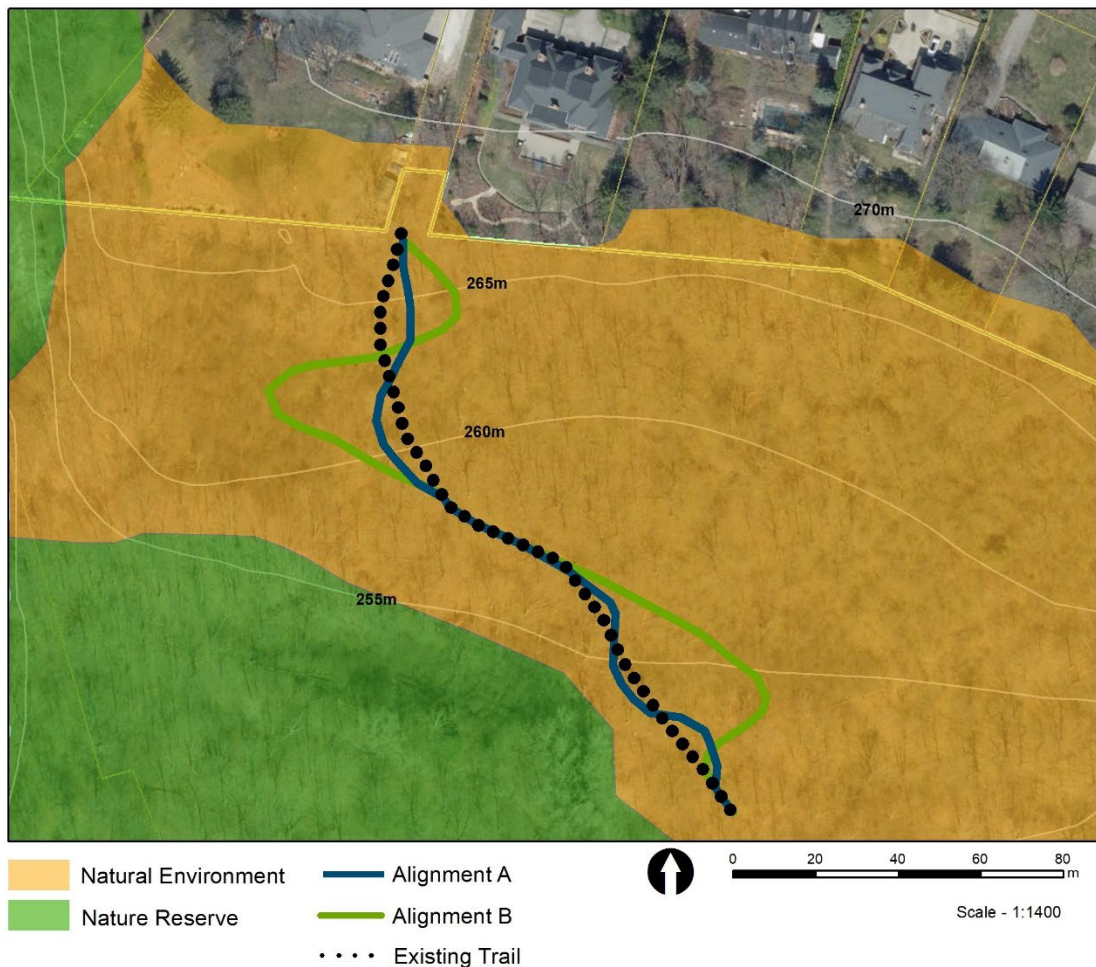 270m
265m
260m
255m
Natural Environment
Nature Reserve
Alignment A
Alignment B
Existing Trail
0 20 40 60 80
m
Scale - 1:1400